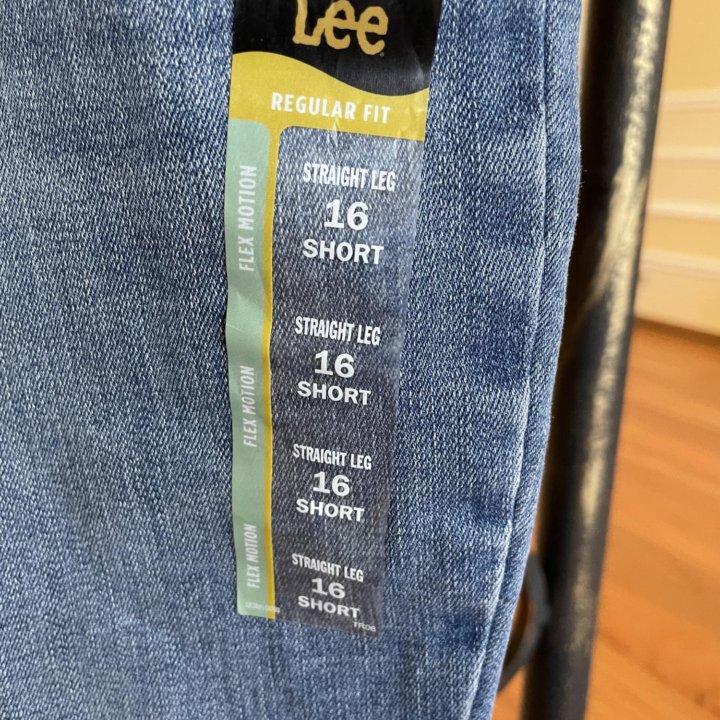 Lee
REGULAR FIT
FLEX MOTION
STRAIGHT LEG
16
SHORT
FLEX MOTION
STRAIGHT LEG
16
SHORT
STRAIGHT LEG
16
SHORT
FLEX MOTION
STRAIGHT LEG
16
SHORT
TR06